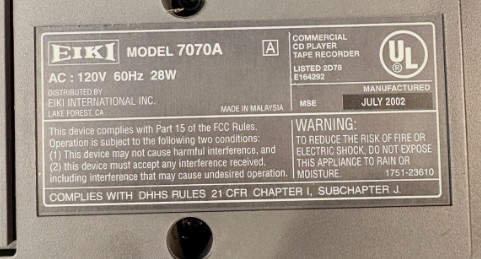 EIKI MODEL 7070A A
AC : 120V 60Hz 28W
DISTRIBUTED BY
EIKI INTERNATIONAL INC.
LAKE FOREST, CA
MADE IN MALAYSIA
COMMERCIAL
CD PLAYER
TAPE RECORDER
LISTED 2D78
E164292
UL
MANUFACTURED
MSE JULY 2002
This device complies with Part 15 of the FCC Rules.
Operation is subject to the following two conditions:
(1) This device may not cause harmful interference, and
(2) this device must accept any interference received,
including interference that may cause undesired operation.
WARNING:
TO REDUCE THE RISK OF FIRE OR
ELECTRIC SHOCK, DO NOT EXPOSE
THIS APPLIANCE TO RAIN OR
MOISTURE. 1751-23610
COMPLIES WITH DHHS RULES 21 CFR CHAPTER I, SUBCHAPTER J.